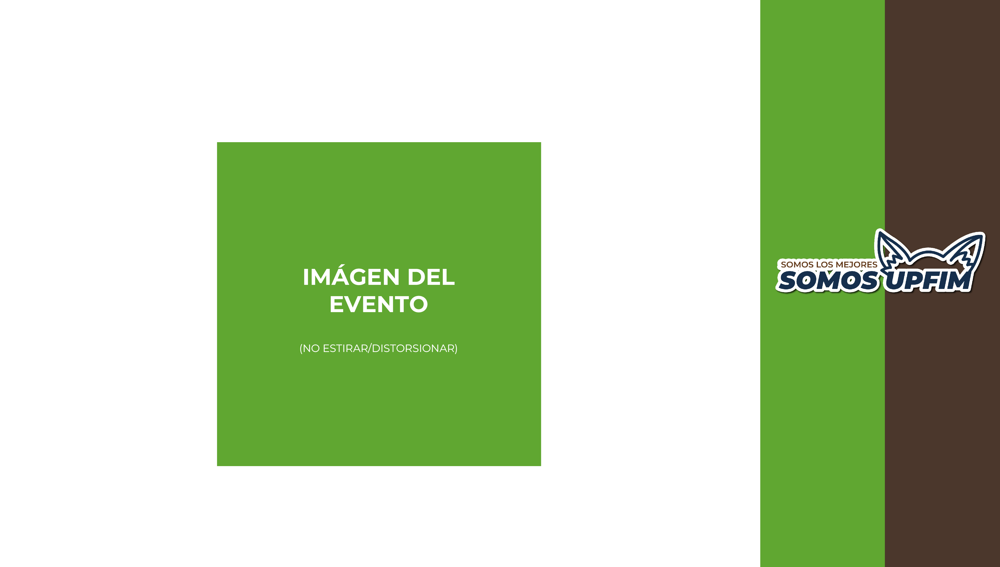 IMÁGEN DEL
EVENTO
(NO ESTIRAR/DISTORSIONAR)
SOMOS LOS MEJORES
SOMOS UPFIM